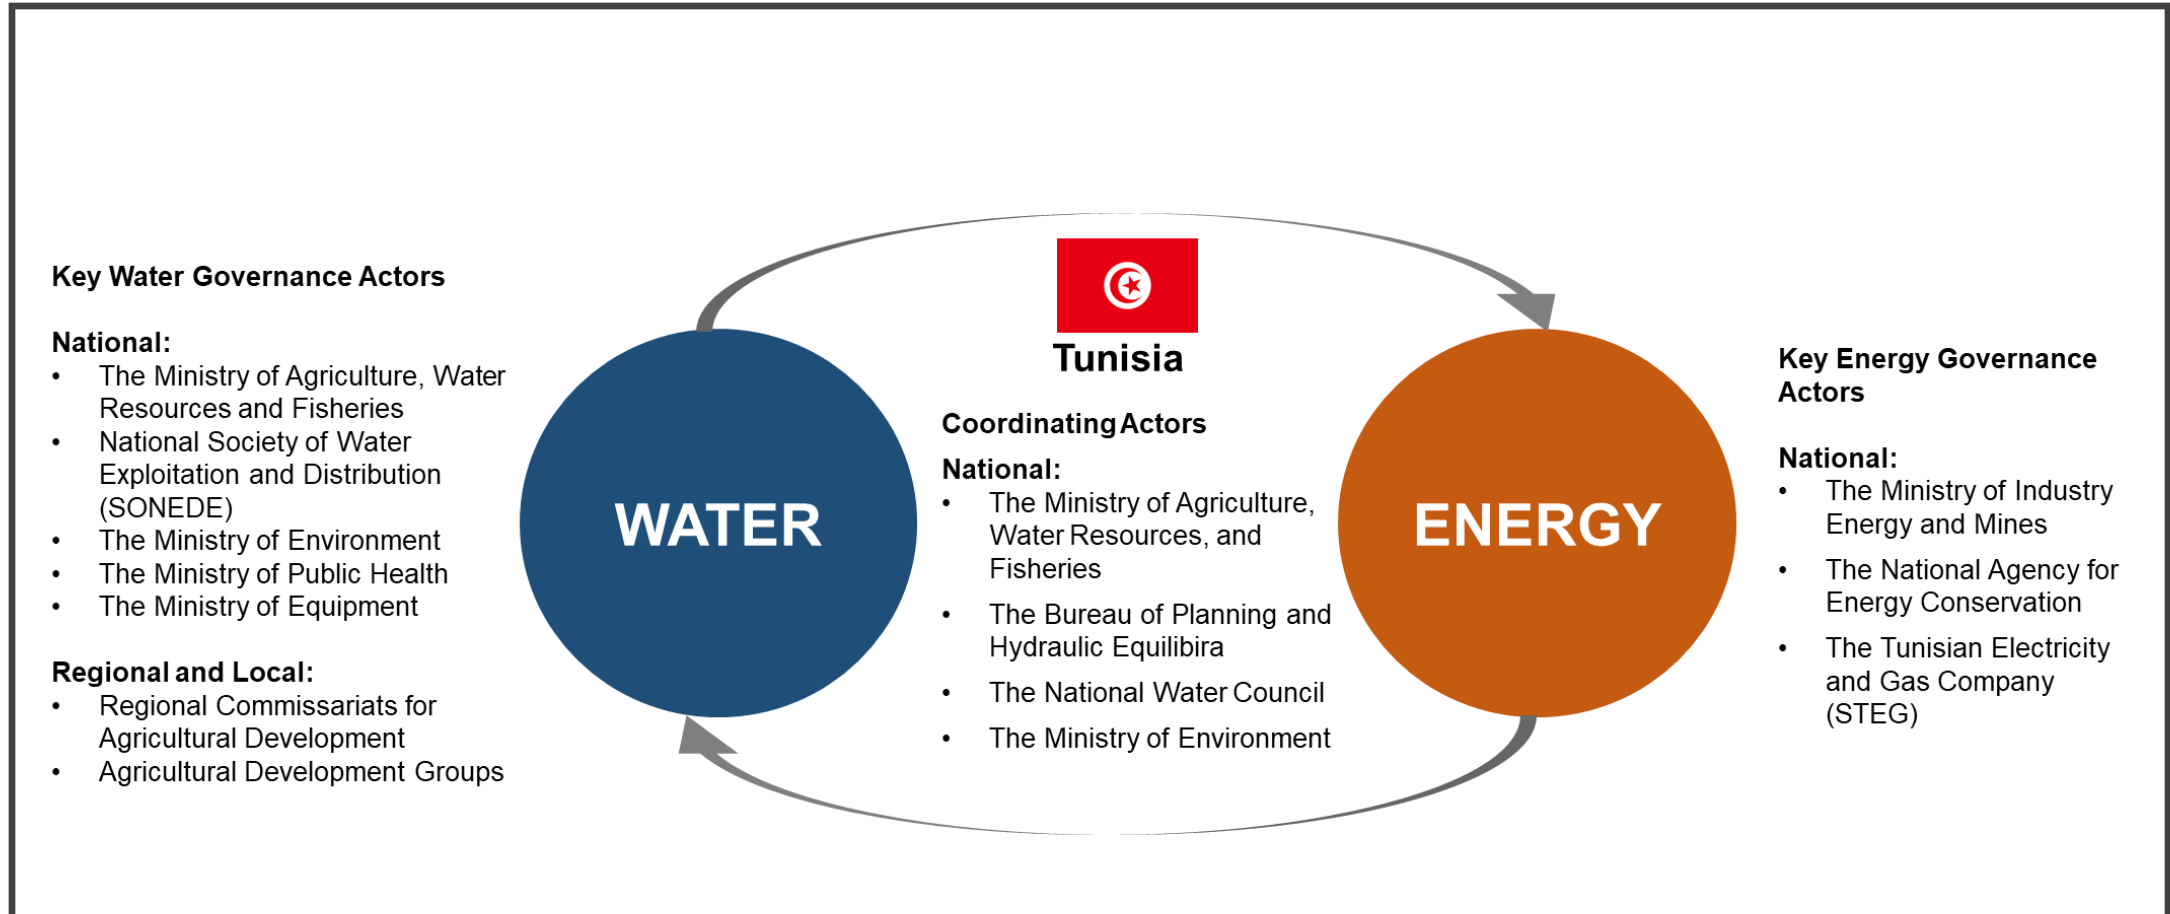 Key Water Governance Actors
National:
• The Ministry of Agriculture, Water
Resources and Fisheries
• National Society of Water
Exploitation and Distribution
(SONEDE)
• The Ministry of Environment
• The Ministry of Public Health
• The Ministry of Equipment
Regional and Local:
• Regional Commissariats for
Agricultural Development
• Agricultural Development Groups
WATER
Tunisia
Coordinating Actors
National:
• The Ministry of Agriculture,
Water Resources, and
Fisheries
• The Bureau of Planning and
Hydraulic Equilibira
• The National Water Council
• The Ministry of Environment
ENERGY
Key Energy Governance
Actors
National:
• The Ministry of Industry
Energy and Mines
• The National Agency for
Energy Conservation
• The Tunisian Electricity
and Gas Company
(STEG)